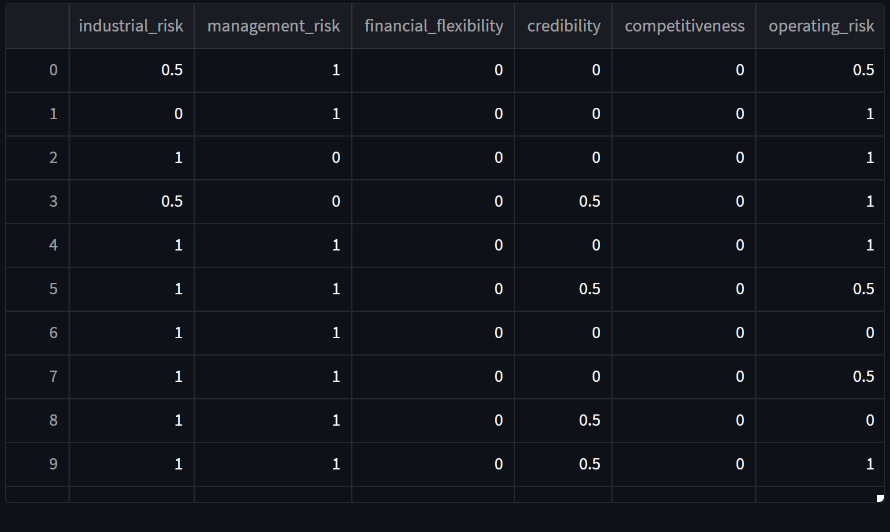 industrial_risk management_risk financial_flexibility credibility competitiveness operating_risk
0 0.5 1 0 0 0 0.5
1 0 1 0 0 0 1
2 1 0 0 0 0 1
3 0.5 0 0 0.5 0 1
4 1 1 0 0 0 1
5 1 1 0 0.5 0 0.5
6 1 1 0 0 0 0
7 1 1 0 0 0 0.5
8 1 1 0 0.5 0 0
9 1 1 0 0.5 0 1